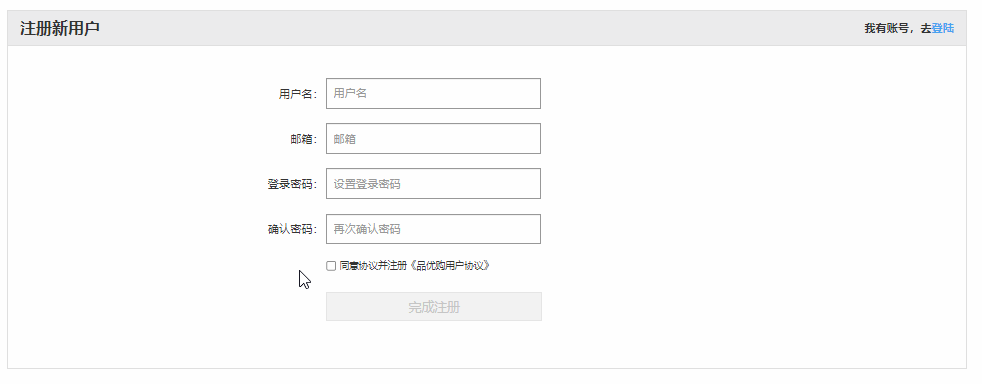 注册新用户 我有账号，去登陆
用户名： 用户名
邮箱： 邮箱
登录密码： 设置登录密码
确认密码： 再次确认密码
同意协议并注册《品优购用户协议》
完成注册